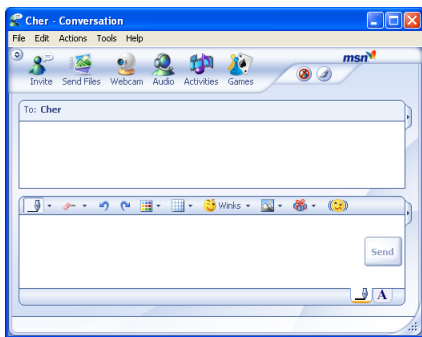 Cher - Conversation
File Edit Actions Tools Help
msn
Invite Send Files Webcam Audio Activities Games
To: Cher
Winks
Send
A